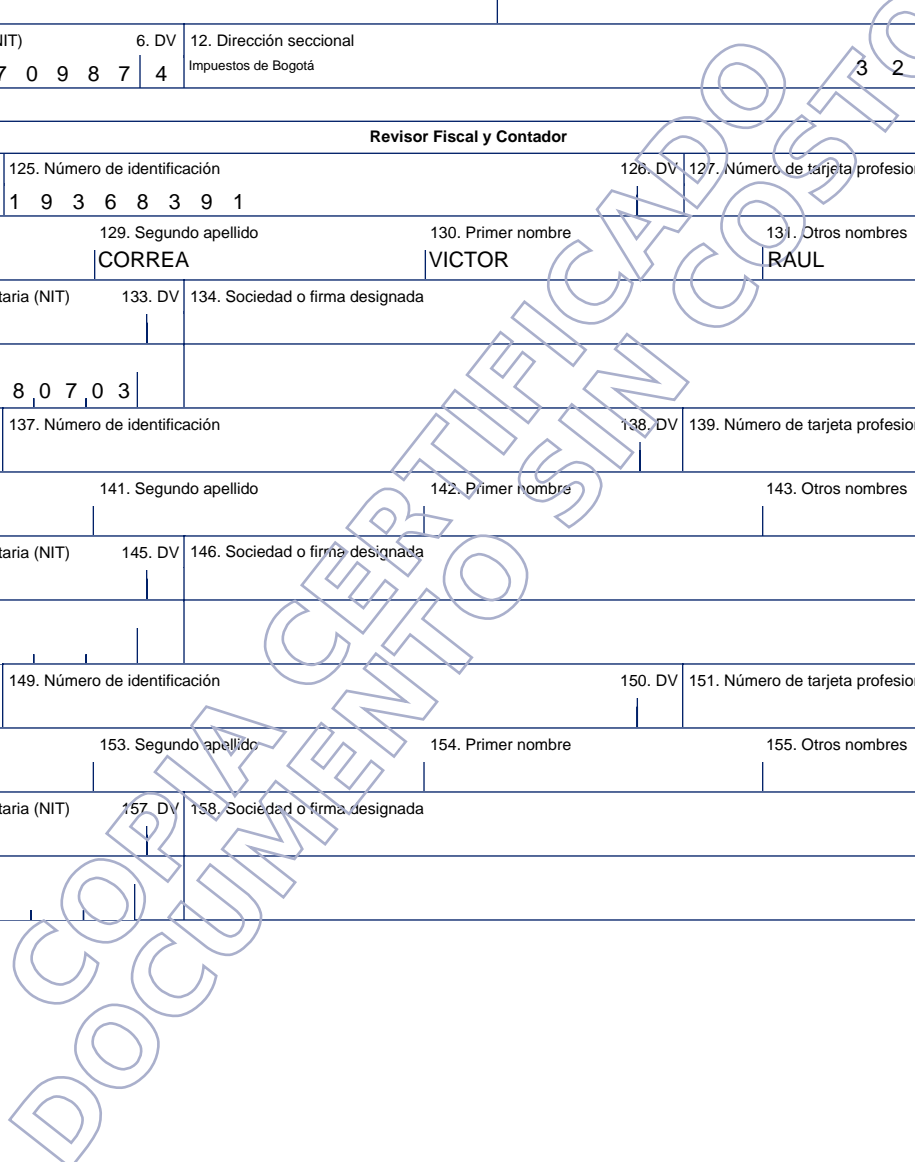 IIT) 6. DV 12. Dirección seccional
7 0 9 8 7 4 Impuestos de Bogotá 3 2
Revisor Fiscal y Contador
125. Número de identificación 126. DV 127. Número de tarjeta profesion
1 9 3 6 8 3 9 1
129. Segundo apellido 130. Primer nombre 131. Otros nombres
CORREA VICTOR RAUL
taria (NIT) 133. DV 134. Sociedad o firma designada
8 0 7 0 3
137. Número de identificación 138. DV 139. Número de tarjeta profesion
141. Segundo apellido 142. Primer nombre 143. Otros nombres
taria (NIT) 145. DV 146. Sociedad o firma designada
149. Número de identificación 150. DV 151. Número de tarjeta profesion
153. Segundo apellido 154. Primer nombre 155. Otros nombres
taria (NIT) 157. DV 158. Sociedad o firma designada
COPIA CERTIFICADO
DOCUMENTO SIN COSTO